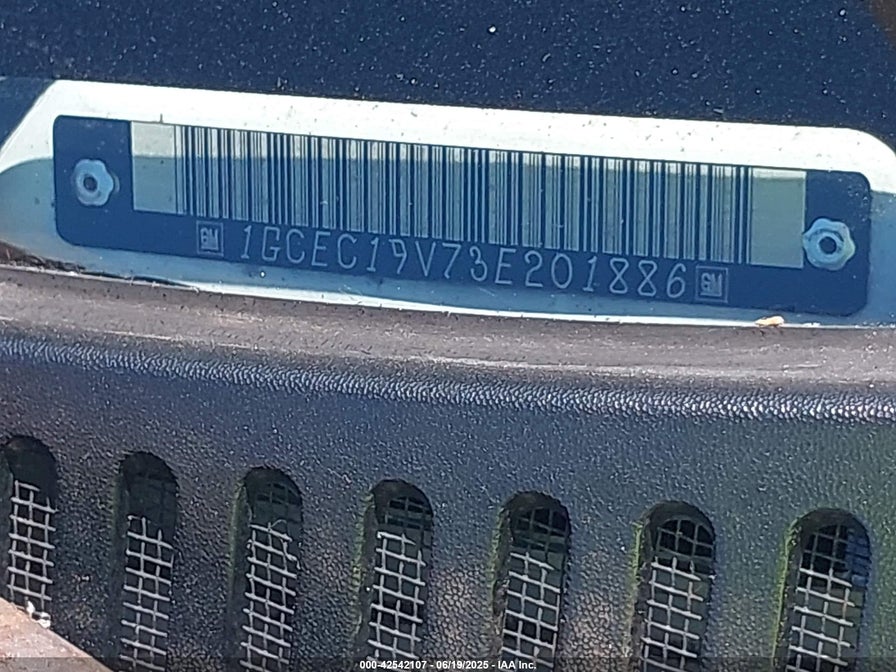 GM 1GCEC19V73E201886 GM
000-42542107 - 06/19/2025 - IAA Inc.